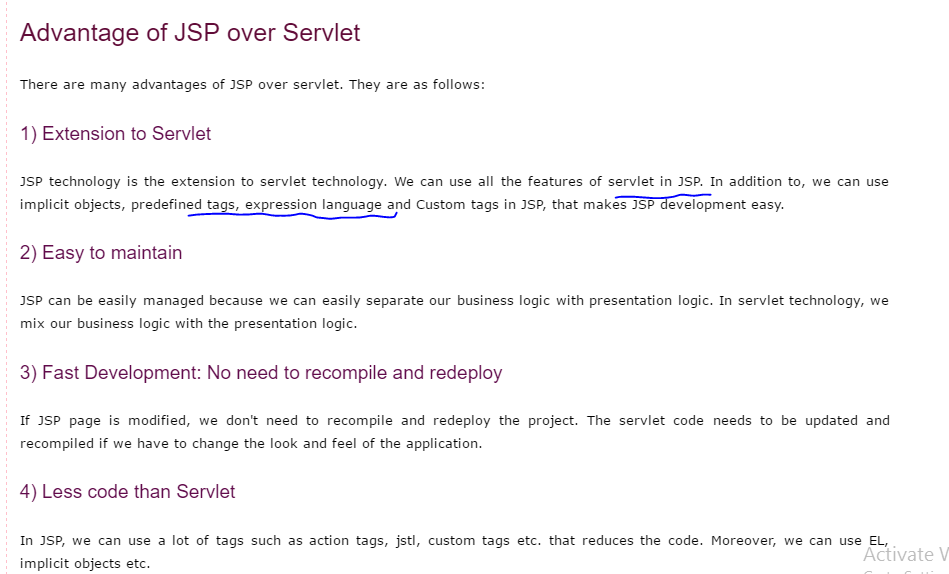 Advantage of JSP over Servlet
There are many advantages of JSP over servlet. They are as follows:
1) Extension to Servlet
JSP technology is the extension to servlet technology. We can use all the features of servlet in JSP. In addition to, we can use
implicit objects, predefined tags, expression language and Custom tags in JSP, that makes JSP development easy.
2) Easy to maintain
JSP can be easily managed because we can easily separate our business logic with presentation logic. In servlet technology, we
mix our business logic with the presentation logic.
3) Fast Development: No need to recompile and redeploy
If JSP page is modified, we don't need to recompile and redeploy the project. The servlet code needs to be updated and
recompiled if we have to change the look and feel of the application.
4) Less code than Servlet
In JSP, we can use a lot of tags such as action tags, jstl, custom tags etc. that reduces the code. Moreover, we can use EL,
implicit objects etc.
Activate